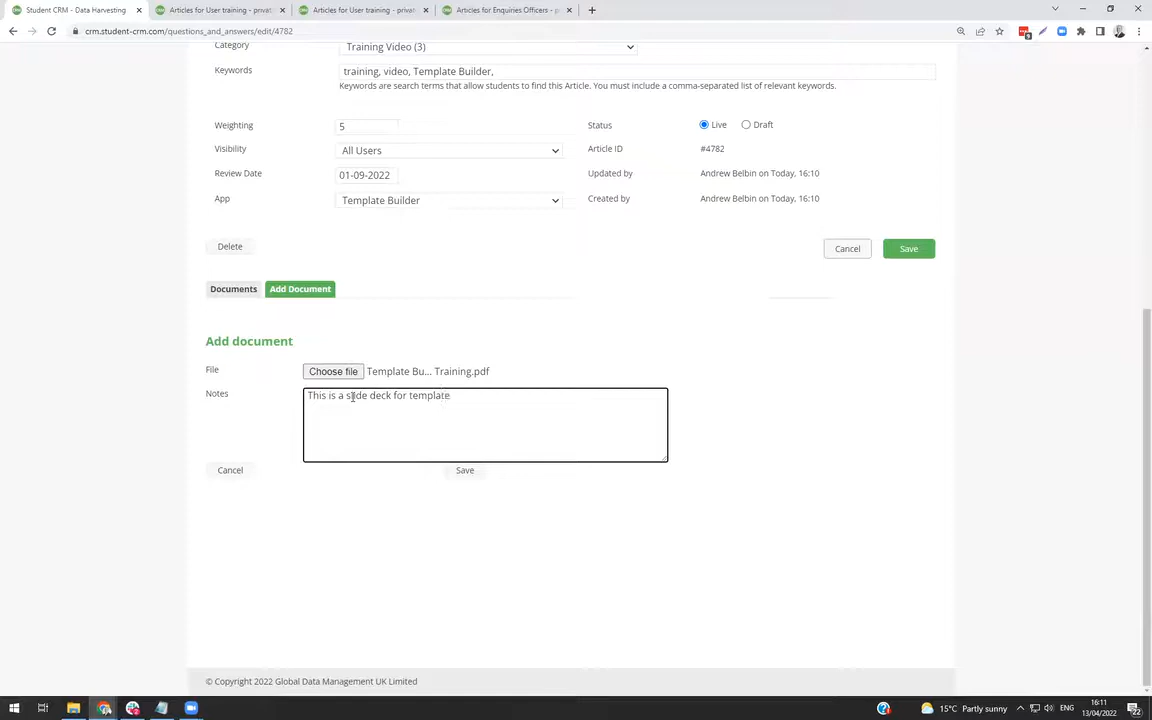 Student CRM - Data Harvesting
Articles for User training - privat
Articles for User training - privat
Articles for Enquiries Officers - p
crm.student-crm.com/questions_and_answers/edit/4782
Category
Training Video (3)
Keywords
training, video, Template Builder,
Keywords are search terms that allow students to find this Article. You must include a comma-separated list of relevant keywords.
Weighting
5
Status
Live
Draft
Visibility
All Users
Article ID
#4782
Review Date
01-09-2022
Updated by
Andrew Belbin on Today, 16:10
App
Template Builder
Created by
Andrew Belbin on Today, 16:10
Delete
Cancel
Save
Documents
Add Document
Add document
File
Choose file
Template Bu... Training.pdf
Notes
This is a slide deck for template
Cancel
Save
© Copyright 2022 Global Data Management UK Limited
15°C Partly sunny
ENG
16:11
13/04/2022
22